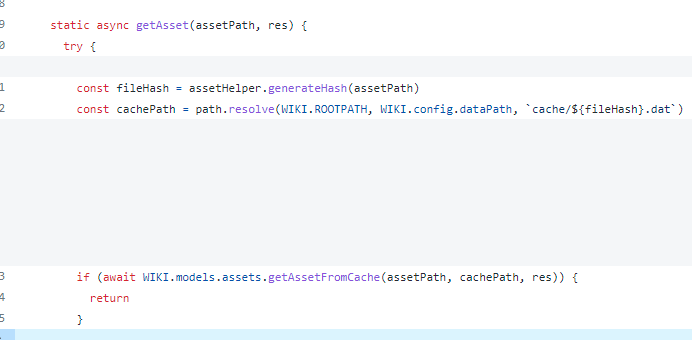 8
9 static async getAsset(assetPath, res) {
0 try {
1 const fileHash = assetHelper.generateHash(assetPath)
2 const cachePath = path.resolve(WIKI.ROOTPATH, WIKI.config.dataPath, `cache/${fileHash}.dat`)
3 if (await WIKI.models.assets.getAssetFromCache(assetPath, cachePath, res)) {
4 return
5 }